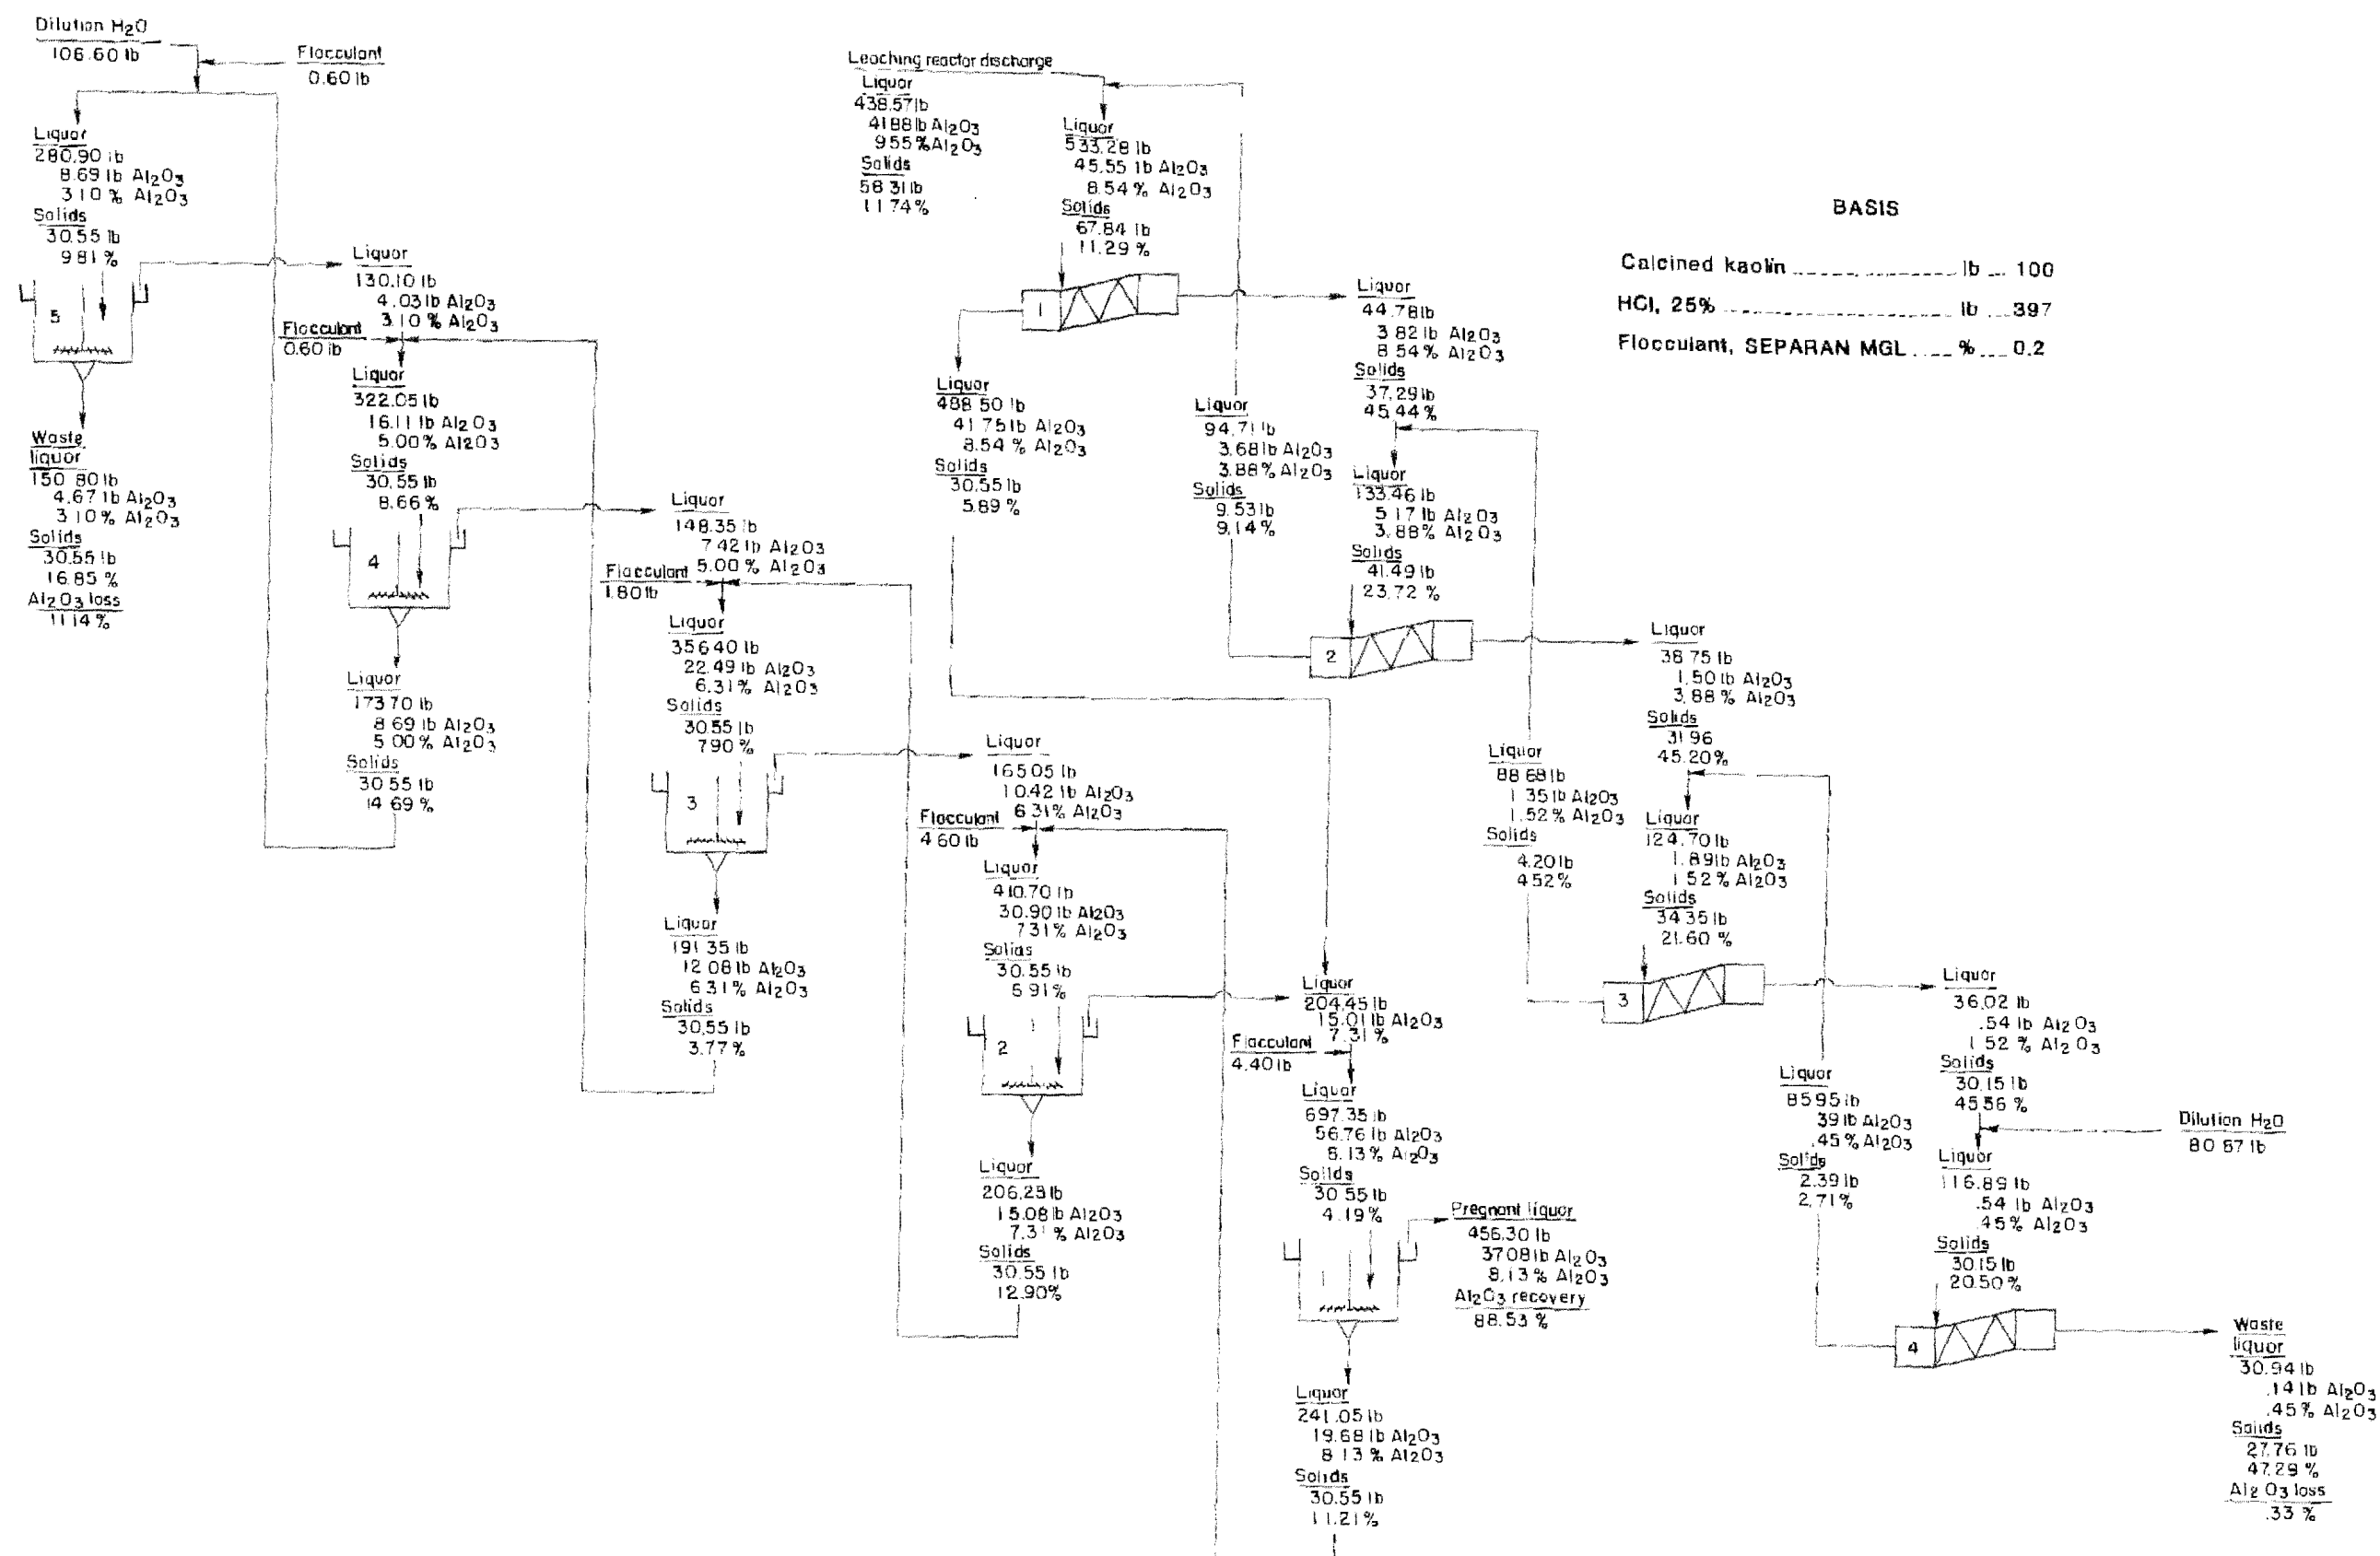 Dilution H2O
106.60 lb
Flocculant
0.60 lb
Liquor
280.90 lb
8.69 lb Al2O3
3.10 % Al2O3
Solids
30.55 lb
9.81 %
5
Waste
liquor
150.80 lb
4.67 lb Al2O3
3.10 % Al2O3
Solids
30.55 lb
16.85 %
Al2O3 loss
11.14 %
Liquor
130.10 lb
4.03 lb Al2O3
3.10 % Al2O3
Flocculant
0.60 lb
Liquor
322.05 lb
16.11 lb Al2O3
5.00 % Al2O3
Solids
30.55 lb
8.66 %
4
Liquor
173.70 lb
8.69 lb Al2O3
5.00 % Al2O3
Solids
30.55 lb
14.69 %
Liquor
148.35 lb
7.42 lb Al2O3
5.00 % Al2O3
Flocculant
1.80 lb
Liquor
356.40 lb
22.49 lb Al2O3
6.31% Al2O3
Solids
30.55 lb
7.90 %
3
Liquor
191.35 lb
12.08 lb Al2O3
6.31% Al2O3
Solids
30.55 lb
3.77%
Liquor
165.05 lb
10.42 lb Al2O3
6.31% Al2O3
Flocculant
4.60 lb
Liquor
410.70 lb
30.90 lb Al2O3
7.31% Al2O3
Solids
30.55 lb
6.91%
2
Liquor
206.23 lb
15.08 lb Al2O3
7.31 % Al2O3
Solids
30.55 lb
12.90%
Leaching reactor discharge
Liquor
438.57 lb
41.88 lb Al2O3
9.55 % Al2O3
Solids
58.31 lb
11.74%
Liquor
533.28 lb
45.55 lb Al2O3
8.54 % Al2O3
Solids
67.84 lb
11.29 %
1
Liquor
488.50 lb
41.75 lb Al2O3
8.54 % Al2O3
Solids
30.55 lb
5.89 %
Liquor
94.71 lb
3.68 lb Al2O3
3.88% Al2O3
Solids
9.53 lb
9.14%
Liquor
44.78 lb
3.82 lb Al2O3
8.54 % Al2O3
Solids
37.29 lb
45.44%
Liquor
133.46 lb
5.17 lb Al2O3
3.88% Al2O3
Solids
41.49 lb
23.72 %
2
Liquor
38.75 lb
1.50 lb Al2O3
3.88 % Al2O3
Solids
31.96
45.20%
Liquor
88.68 lb
1.35 lb Al2O3
1.52% Al2O3
Solids
4.20 lb
4.52%
Liquor
124.70 lb
1.89 lb Al2O3
1.52% Al2O3
Solids
34.35 lb
21.60 %
3
Liquor
36.02 lb
.54 lb Al2O3
1.52 % Al2O3
Solids
30.15 lb
45.56 %
Dilution H2O
80.87 lb
Liquor
85.95 lb
.39 lb Al2O3
.45% Al2O3
Solids
2.39 lb
2.71%
Liquor
116.89 lb
.54 lb Al2O3
.45% Al2O3
Solids
30.15 lb
20.50 %
4
Waste
liquor
30.94 lb
.14 lb Al2O3
.45% Al2O3
Solids
27.76 lb
47.29 %
Al2O3 loss
.33 %
Liquor
204.45 lb
15.01 lb Al2O3
7.31%
Flocculant
4.40 lb
Liquor
697.35 lb
56.76 lb Al2O3
8.13% Al2O3
Solids
30.55 lb
4.19%
1
Pregnant liquor
456.30 lb
37.08 lb Al2O3
8.13 % Al2O3
Al2O3 recovery
88.53 %
Liquor
241.05 lb
19.68 lb Al2O3
8.13 % Al2O3
Solids
30.55 lb
11.21%
BASIS
Calcined kaolin ................ lb ... 100
HCl, 25% ................ lb ... 397
Flocculant, SEPARAN MGL .... % .... 0.2